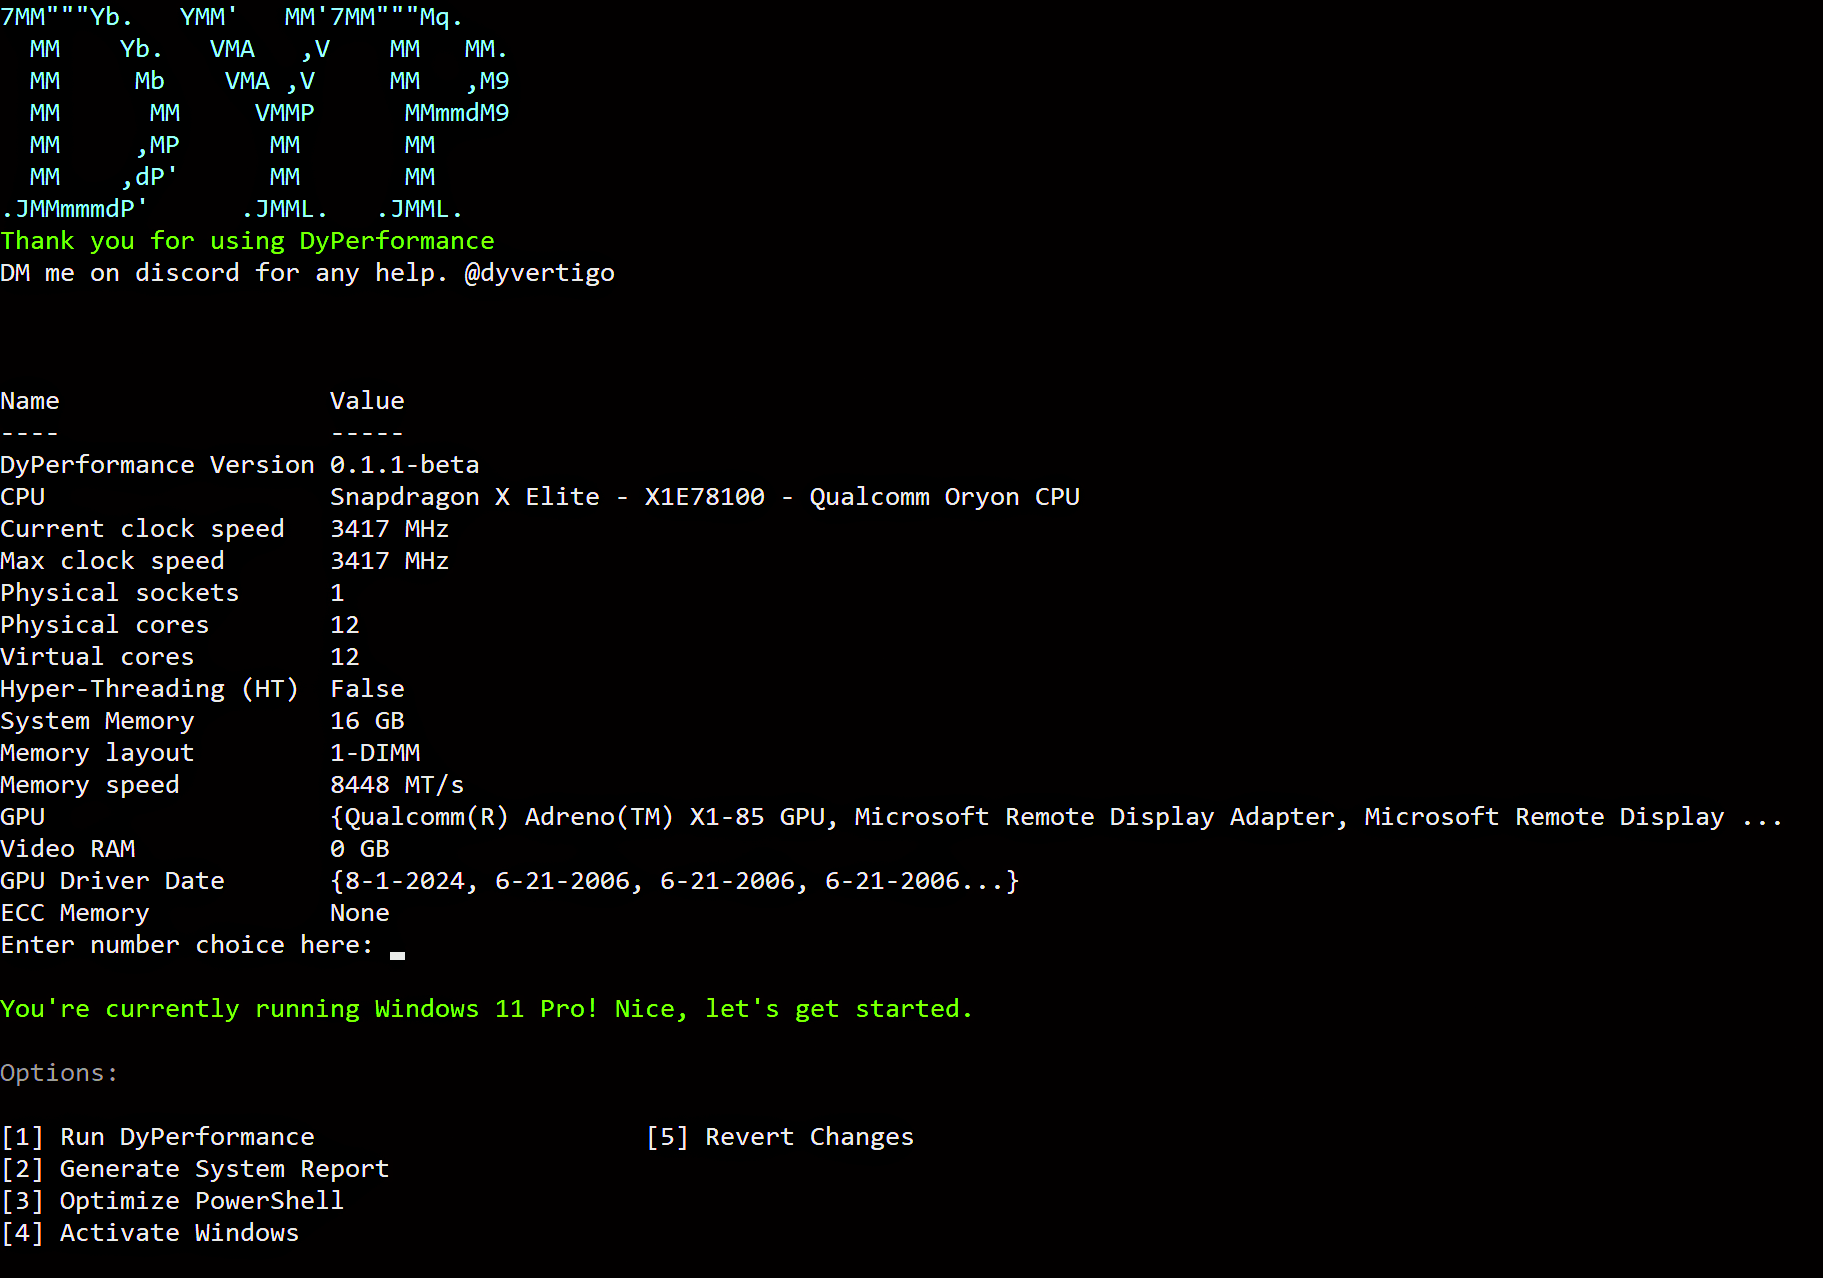 7MM"""Yb.   YMM'   MM'7MM"""Mq.
  MM    Yb.   VMA   ,V    MM   MM.
  MM     Mb    VMA ,V     MM   ,M9
  MM      MM     VMMP      MMmmdM9
  MM     ,MP      MM       MM
  MM    ,dP'      MM       MM
.JMMmmmdP'      .JMML.   .JMML.
Thank you for using DyPerformance
DM me on discord for any help. @dyvertigo
Name                  Value
----                  -----
DyPerformance Version 0.1.1-beta
CPU                   Snapdragon X Elite - X1E78100 - Qualcomm Oryon CPU
Current clock speed   3417 MHz
Max clock speed       3417 MHz
Physical sockets      1
Physical cores        12
Virtual cores         12
Hyper-Threading (HT)  False
System Memory         16 GB
Memory layout         1-DIMM
Memory speed          8448 MT/s
GPU                   {Qualcomm(R) Adreno(TM) X1-85 GPU, Microsoft Remote Display Adapter, Microsoft Remote Display ...
Video RAM             0 GB
GPU Driver Date       {8-1-2024, 6-21-2006, 6-21-2006, 6-21-2006...}
ECC Memory            None
Enter number choice here:
You're currently running Windows 11 Pro! Nice, let's get started.
Options:
[1] Run DyPerformance                      [5] Revert Changes
[2] Generate System Report
[3] Optimize PowerShell
[4] Activate Windows